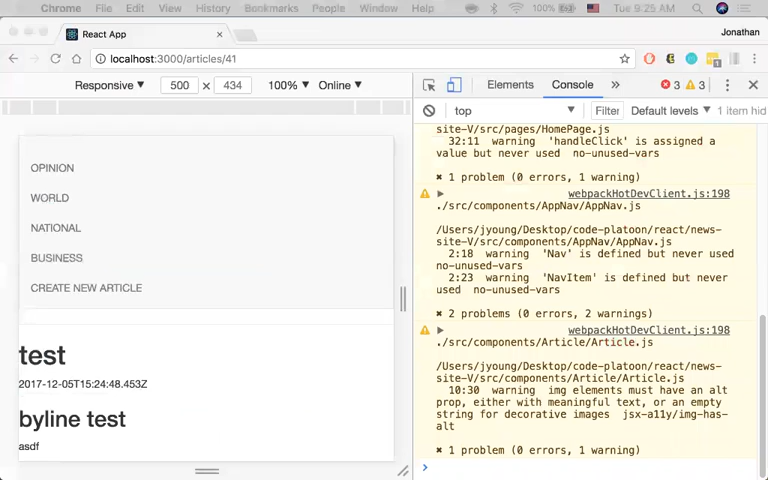 Chrome File Edit View History Bookmarks People Window Help 100% Tue 9:25 AM
React App
Jonathan
localhost:3000/articles/41
1
Responsive 500 × 434 100% Online
Elements Console » 3 3
top Filter Default levels 1 item hid
OPINION
WORLD
NATIONAL
BUSINESS
CREATE NEW ARTICLE
test
2017-12-05T15:24:48.453Z
byline test
asdf
site-V/src/pages/HomePage.js
32:11 warning 'handleClick' is assigned a
value but never used no-unused-vars
✖ 1 problem (0 errors, 1 warning)
webpackHotDevClient.js:198
./src/components/AppNav/AppNav.js
/Users/jyoung/Desktop/code-platoon/react/news-
site-V/src/components/AppNav/AppNav.js
2:18 warning 'Nav' is defined but never used
no-unused-vars
2:23 warning 'NavItem' is defined but never
used no-unused-vars
✖ 2 problems (0 errors, 2 warnings)
webpackHotDevClient.js:198
./src/components/Article/Article.js
/Users/jyoung/Desktop/code-platoon/react/news-
site-V/src/components/Article/Article.js
10:30 warning img elements must have an alt
prop, either with meaningful text, or an empty
string for decorative images jsx-a11y/img-has-
alt
✖ 1 problem (0 errors, 1 warning)